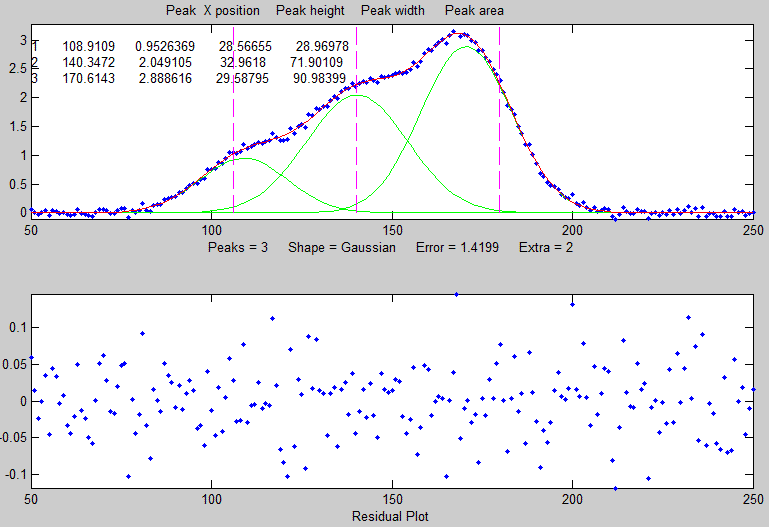 Peak X position Peak height Peak width Peak area
3
1 108.9109 0.9526369 28.56655 28.96978
2.5
2 140.3472 2.049105 32.9618 71.90109
3 170.6143 2.888616 29.58795 90.98399
2
1.5
1
0.5
0
50 100 150 200 250
Peaks = 3 Shape = Gaussian Error = 1.4199 Extra = 2
0.1
0.05
0
-0.05
-0.1
50 100 150 200 250
Residual Plot